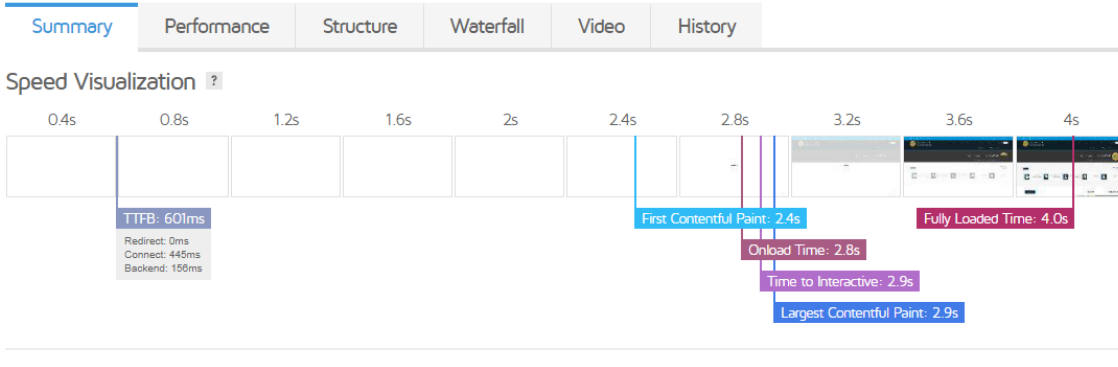 Summary Performance Structure Waterfall Video History
Speed Visualization ?
0.4s 0.8s 1.2s 1.6s 2s 2.4s 2.8s 3.2s 3.6s 4s
TTFB: 601ms First Contentful Paint: 2.4s Fully Loaded Time: 4.0s
Redirect: 0ms
Connect: 445ms
Backend: 156ms
Onload Time: 2.8s
Time to Interactive: 2.9s
Largest Contentful Paint: 2.9s